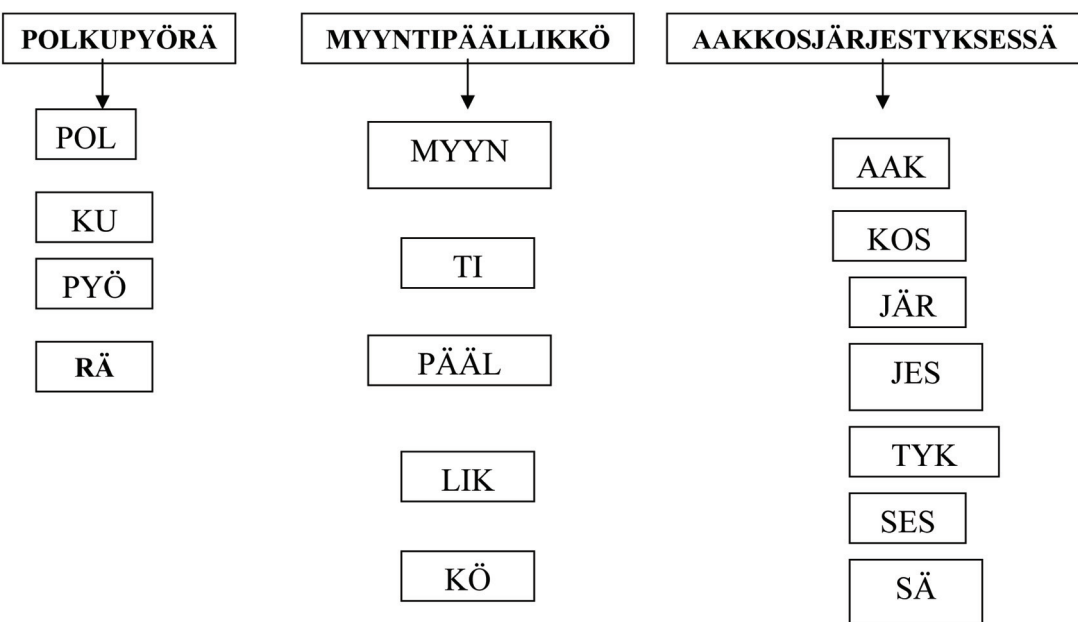 POLKUPYÖRÄ
POL
KU
PYÖ
RÄ
MYYNTIPÄÄLLIKKÖ
MYYN
TI
PÄÄL
LIK
KÖ
AAKKOSJÄRJESTYKSESSÄ
AAK
KOS
JÄR
JES
TYK
SES
SÄ